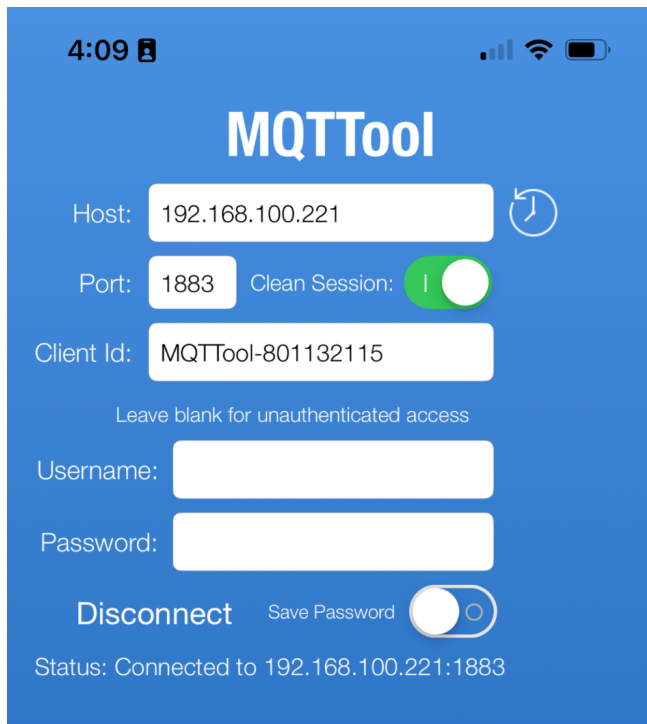 4:09
MQTTool
Host: 192.168.100.221
Port: 1883 Clean Session:
Client Id: MQTTool-801132115
Leave blank for unauthenticated access
Username:
Password:
Disconnect Save Password
Status: Connected to 192.168.100.221:1883